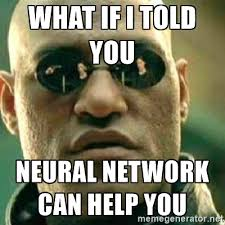 WHAT IF I TOLD
YOU
NEURAL NETWORK
CAN HELP YOU
memegenerator.net